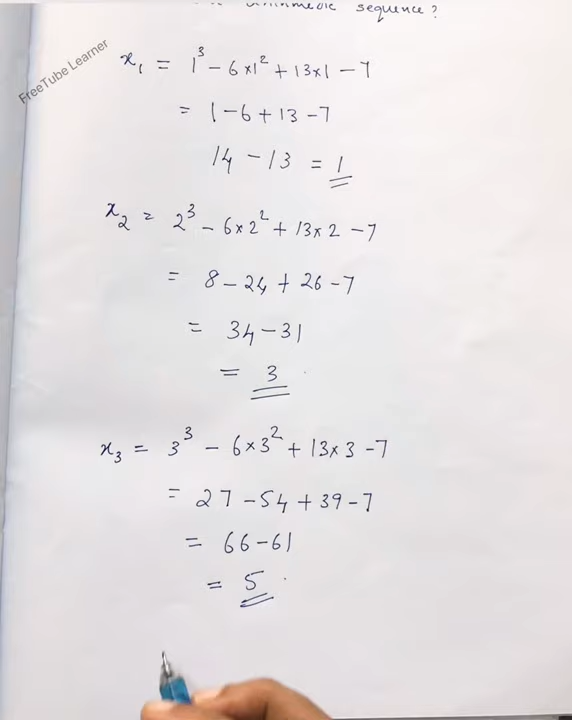 sequence?
FreeTube Learner
x₁ = 1³ - 6×1² + 13×1 - 7
= 1 - 6 + 13 - 7
14 - 13 = 1
x₂ = 2³ - 6×2² + 13×2 - 7
= 8 - 24 + 26 - 7
= 34 - 31
= 3
x₃ = 3³ - 6×3² + 13×3 - 7
= 27 - 54 + 39 - 7
= 66 - 61
= 5